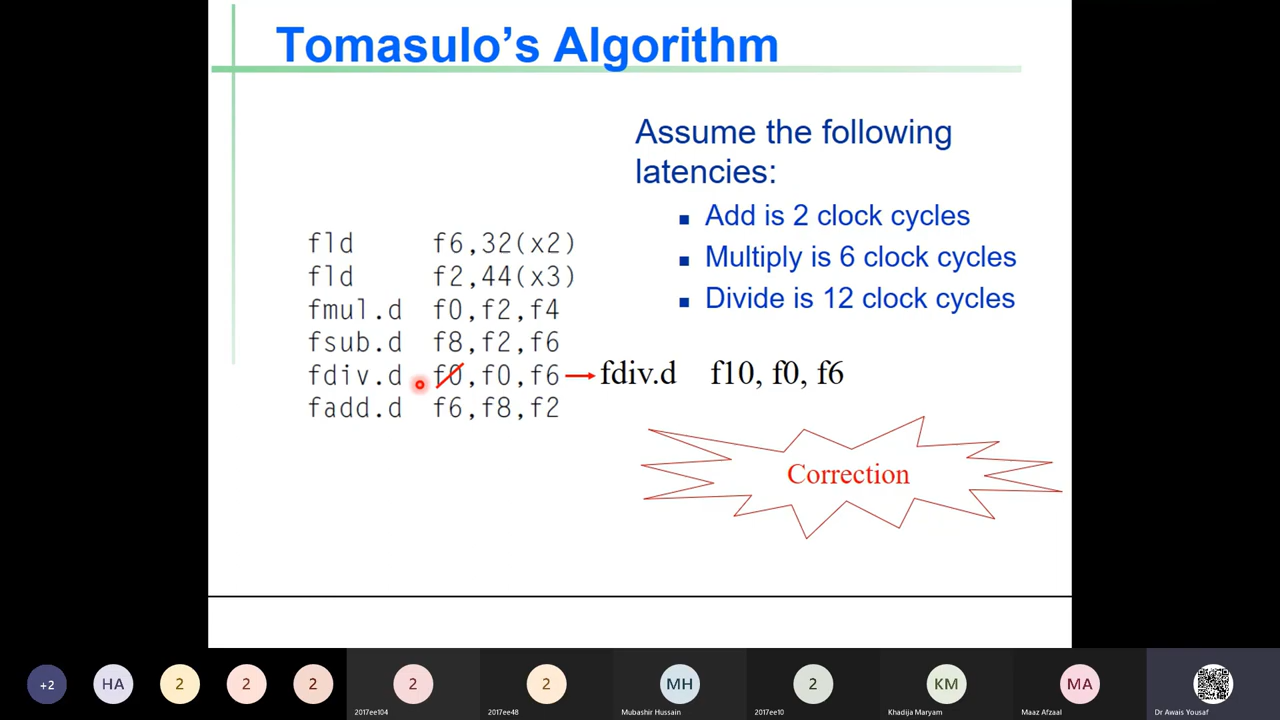 Tomasulo's Algorithm
Assume the following
latencies:
Add is 2 clock cycles
Multiply is 6 clock cycles
Divide is 12 clock cycles
fld f6,32(x2)
fld f2,44(x3)
fmul.d f0,f2,f4
fsub.d f8,f2,f6
fdiv.d f0,f0,f6 → fdiv.d f10, f0, f6
fadd.d f6,f8,f2
Correction
+2 HA 2 2 2 2 2 MH 2 KM MA
2017ee104 2017ee48 Mubashir Hussain 2017ee10 Khadija Maryam Maaz Afzaal Dr Awais Yousaf